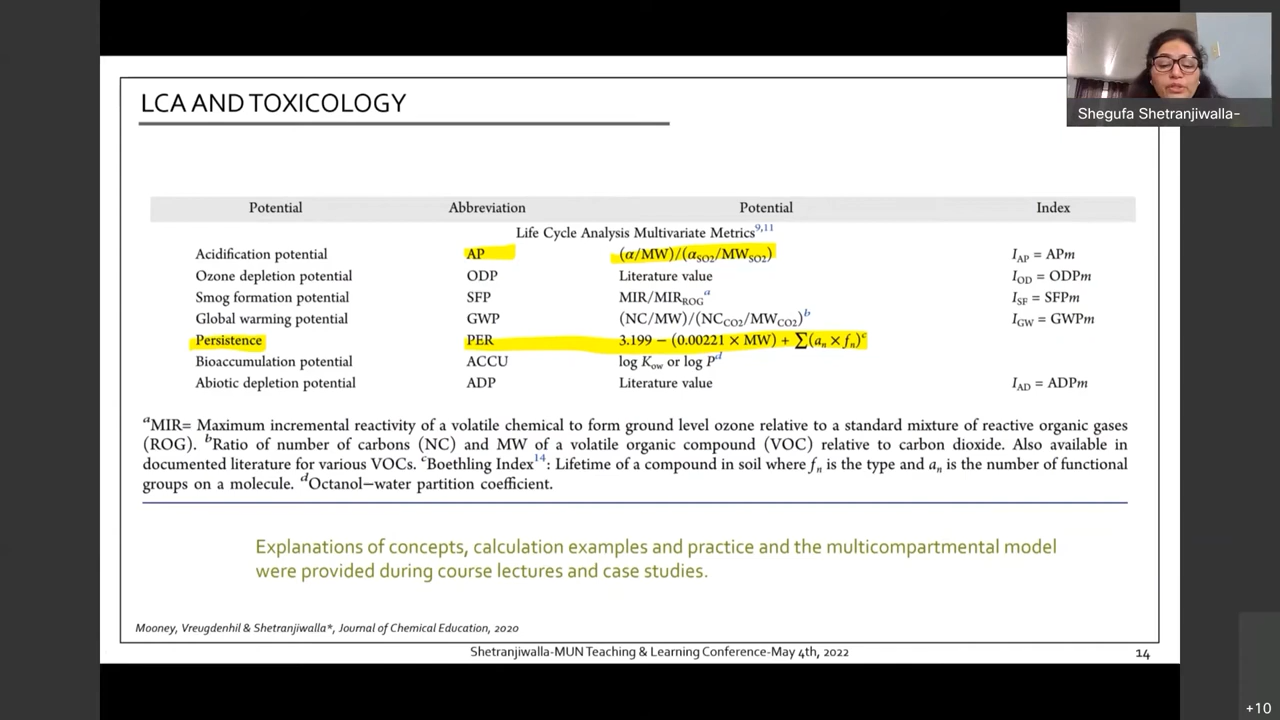 Shegufa Shetranjiwalla-
LCA AND TOXICOLOGY
Potential Abbreviation Potential Index
Life Cycle Analysis Multivariate Metrics9,11
Acidification potential AP (α/MW)/(αSO2/MWSO2) IAP = APm
Ozone depletion potential ODP Literature value IOD = ODPm
Smog formation potential SFP MIR/MIRROGa ISF = SFPm
Global warming potential GWP (NC/MW)/(NCCO2/MWCO2)b IGW = GWPm
Persistence PER 3.199 − (0.00221 × MW) + ∑(an × fn)c
Bioaccumulation potential ACCU log Kow or log Pd
Abiotic depletion potential ADP Literature value IAD = ADPm
aMIR= Maximum incremental reactivity of a volatile chemical to form ground level ozone relative to a standard mixture of reactive organic gases
(ROG). bRatio of number of carbons (NC) and MW of a volatile organic compound (VOC) relative to carbon dioxide. Also available in
documented literature for various VOCs. cBoethling Index14: Lifetime of a compound in soil where fn is the type and an is the number of functional
groups on a molecule. dOctanol−water partition coefficient.
Explanations of concepts, calculation examples and practice and the multicompartmental model
were provided during course lectures and case studies.
Mooney, Vreugdenhil & Shetranjiwalla*, Journal of Chemical Education, 2020
Shetranjiwalla-MUN Teaching & Learning Conference-May 4th, 2022 14
+10